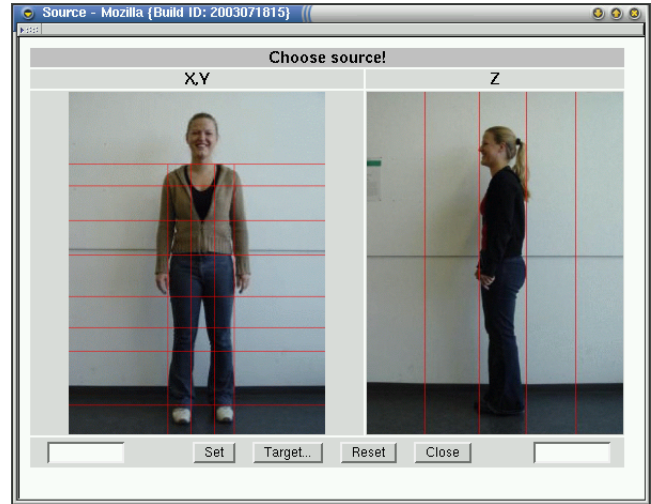 Source - Mozilla {Build ID: 2003071815}
Choose source!
X,Y
Z
Set
Target...
Reset
Close